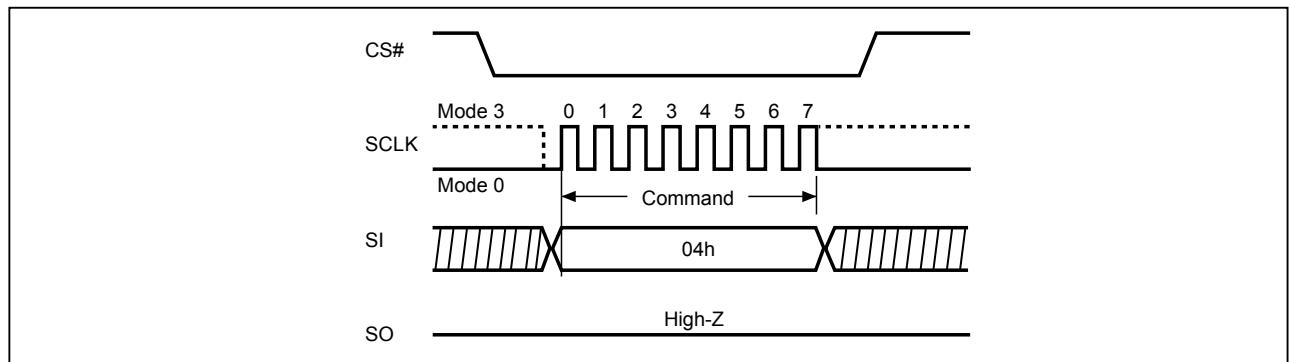 CS#
Mode 3 0 1 2 3 4 5 6 7
SCLK
Mode 0
Command
SI
04h
High-Z
SO